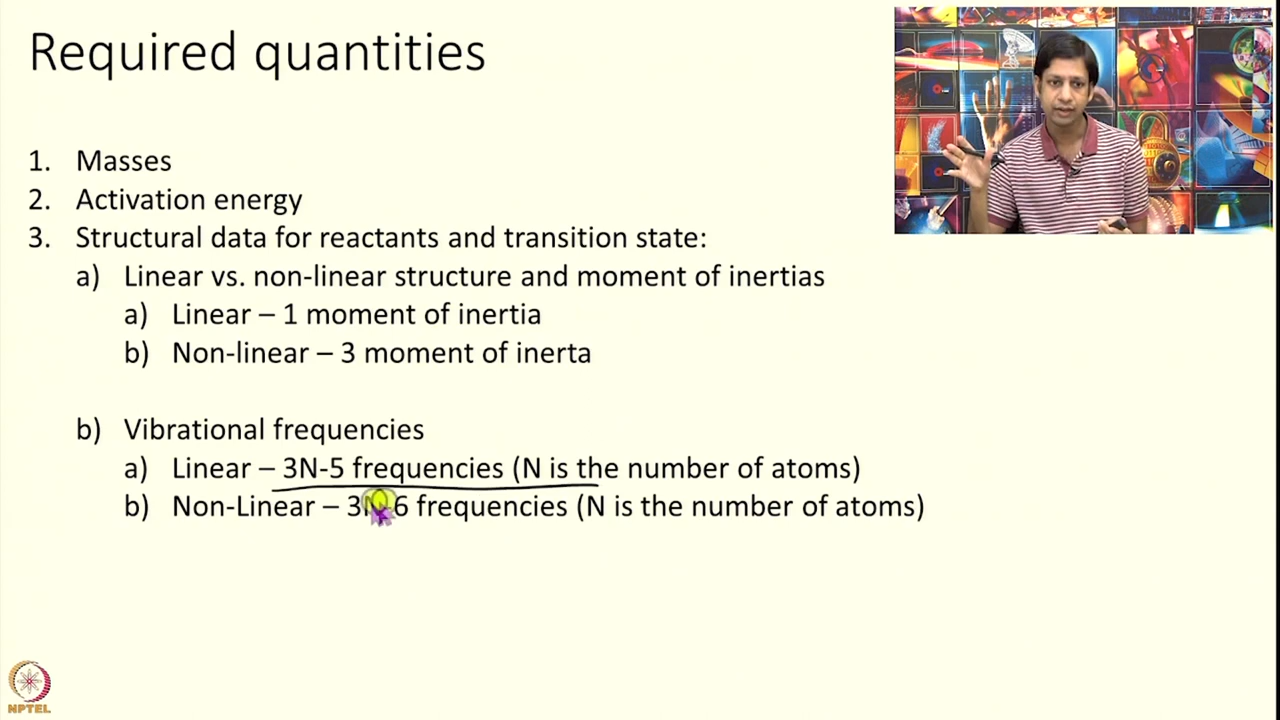 Required quantities
1. Masses
2. Activation energy
3. Structural data for reactants and transition state:
a) Linear vs. non-linear structure and moment of inertias
a) Linear – 1 moment of inertia
b) Non-linear – 3 moment of inerta
b) Vibrational frequencies
a) Linear – 3N-5 frequencies (N is the number of atoms)
b) Non-Linear – 3N-6 frequencies (N is the number of atoms)
NPTEL